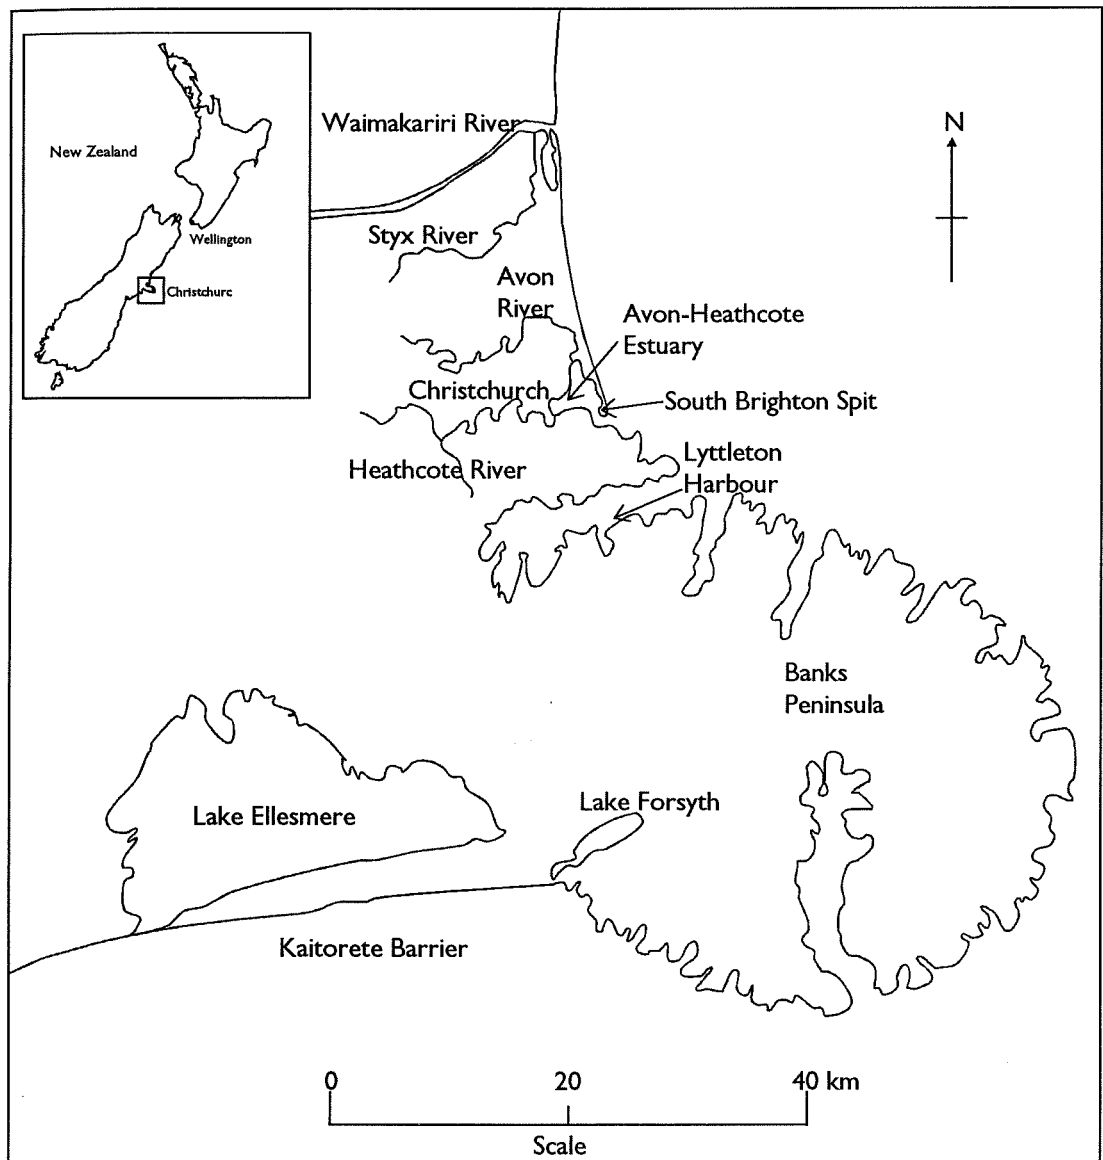 New Zealand
Wellington
Christchurc
Waimakariri River
N
Styx River
Avon
River
Avon-Heathcote
Estuary
Christchurch
South Brighton Spit
Heathcote River
Lyttleton
Harbour
Banks
Peninsula
Lake Ellesmere
Lake Forsyth
Kaitorete Barrier
0 20 40 km
Scale